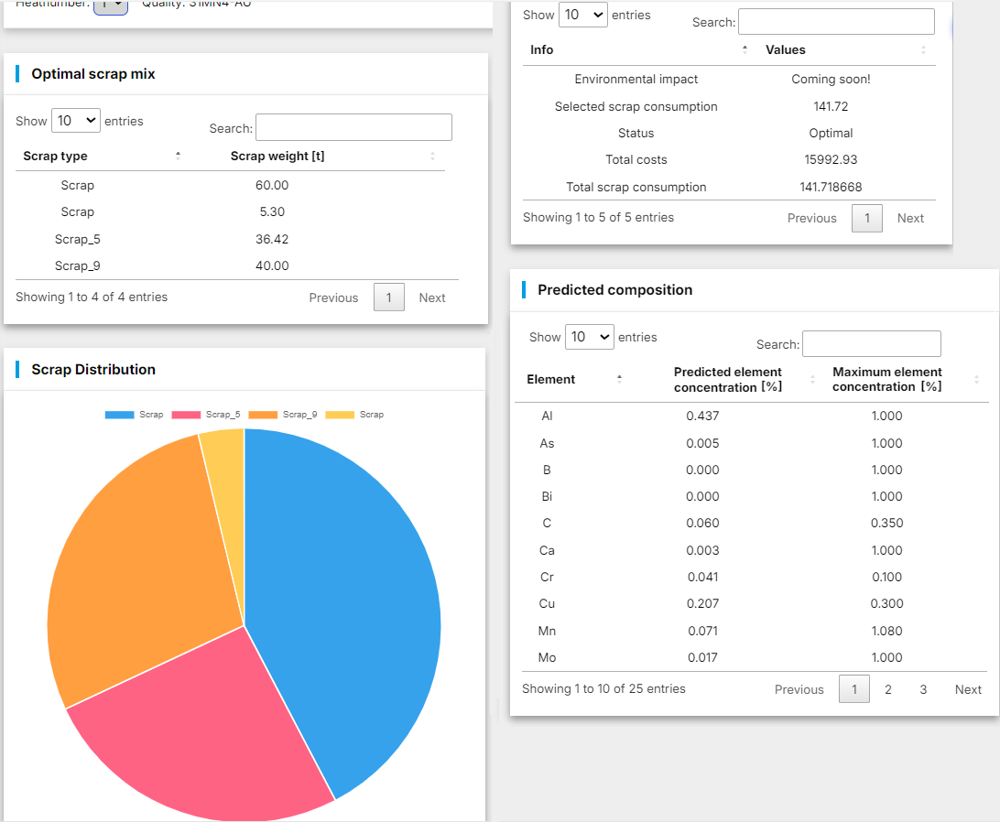 Heatnumber: 1 Quality: 31MN4-AU
Optimal scrap mix
Show 10 entries
Search:
Scrap type Scrap weight [t]
Scrap 60.00
Scrap 5.30
Scrap_5 36.42
Scrap_9 40.00
Showing 1 to 4 of 4 entries Previous 1 Next
Scrap Distribution
Scrap Scrap_5 Scrap_9 Scrap
Show 10 entries
Search:
Info Values
Environmental impact Coming soon!
Selected scrap consumption 141.72
Status Optimal
Total costs 15992.93
Total scrap consumption 141.718668
Showing 1 to 5 of 5 entries Previous 1 Next
Predicted composition
Show 10 entries
Search:
Element Predicted element concentration [%] Maximum element concentration [%]
Al 0.437 1.000
As 0.005 1.000
B 0.000 1.000
Bi 0.000 1.000
C 0.060 0.350
Ca 0.003 1.000
Cr 0.041 0.100
Cu 0.207 0.300
Mn 0.071 1.080
Mo 0.017 1.000
Showing 1 to 10 of 25 entries Previous 1 2 3 Next